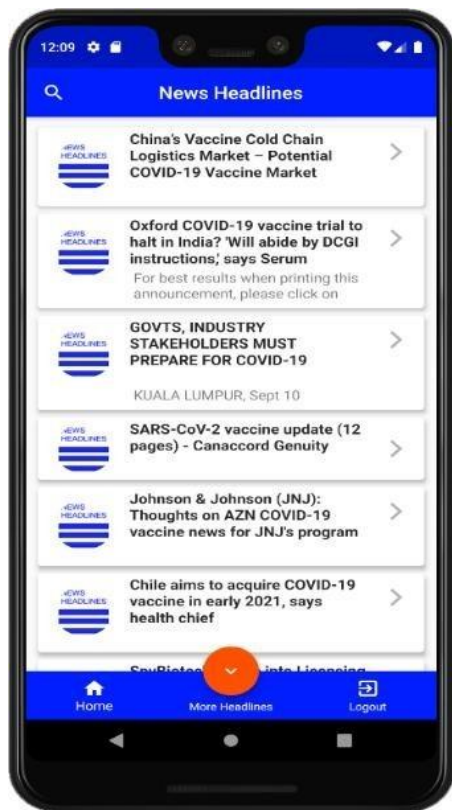 12:09
News Headlines
NEWS
HEADLINES
China's Vaccine Cold Chain
Logistics Market – Potential
COVID-19 Vaccine Market
NEWS
HEADLINES
Oxford COVID-19 vaccine trial to
halt in India? 'Will abide by DCGI
instructions,' says Serum
For best results when printing this
announcement, please click on
NEWS
HEADLINES
GOVTS, INDUSTRY
STAKEHOLDERS MUST
PREPARE FOR COVID-19
KUALA LUMPUR, Sept 10
NEWS
HEADLINES
SARS-CoV-2 vaccine update (12
pages) - Canaccord Genuity
NEWS
HEADLINES
Johnson & Johnson (JNJ):
Thoughts on AZN COVID-19
vaccine news for JNJ's program
NEWS
HEADLINES
Chile aims to acquire COVID-19
vaccine in early 2021, says
health chief
into Licensing
Home
More Headlines
Logout